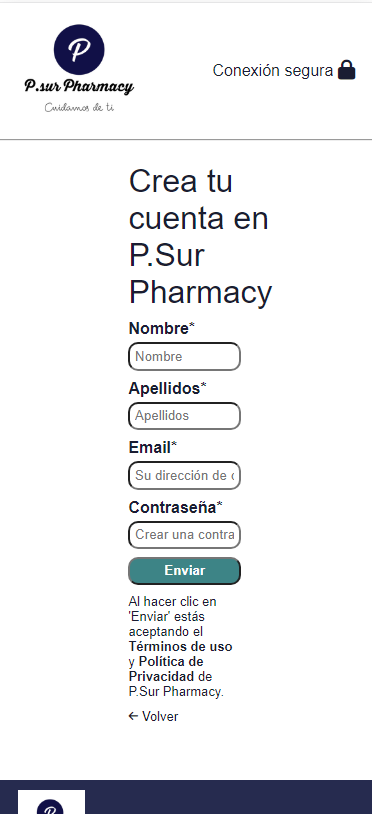 P
P.sur Pharmacy
Cuidamos de ti
Conexión segura
Crea tu
cuenta en
P.Sur
Pharmacy
Nombre*
Nombre
Apellidos*
Apellidos
Email*
Su dirección de c
Contraseña*
Crear una contra
Enviar
Al hacer clic en
'Enviar' estás
aceptando el
Términos de uso
y Política de
Privacidad de
P.Sur Pharmacy.
← Volver
P